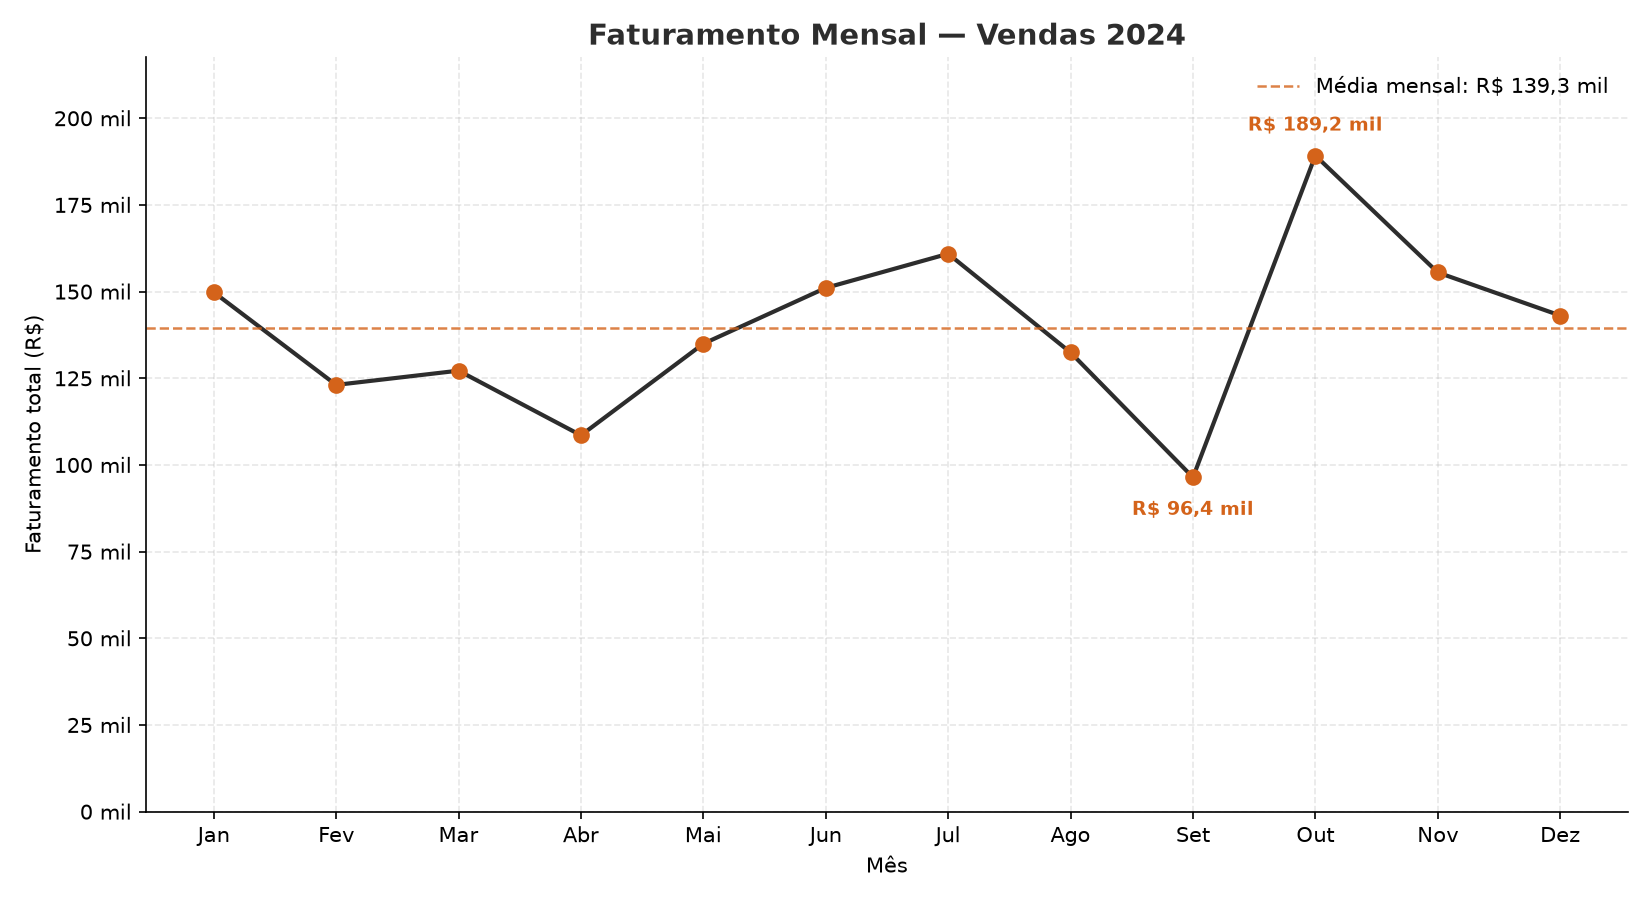 Faturamento Mensal — Vendas 2024
Média mensal: R$ 139,3 mil
R$ 189,2 mil
R$ 96,4 mil
Faturamento total (R$)
200 mil
175 mil
150 mil
125 mil
100 mil
75 mil
50 mil
25 mil
0 mil
Jan Fev Mar Abr Mai Jun Jul Ago Set Out Nov Dez
Mês